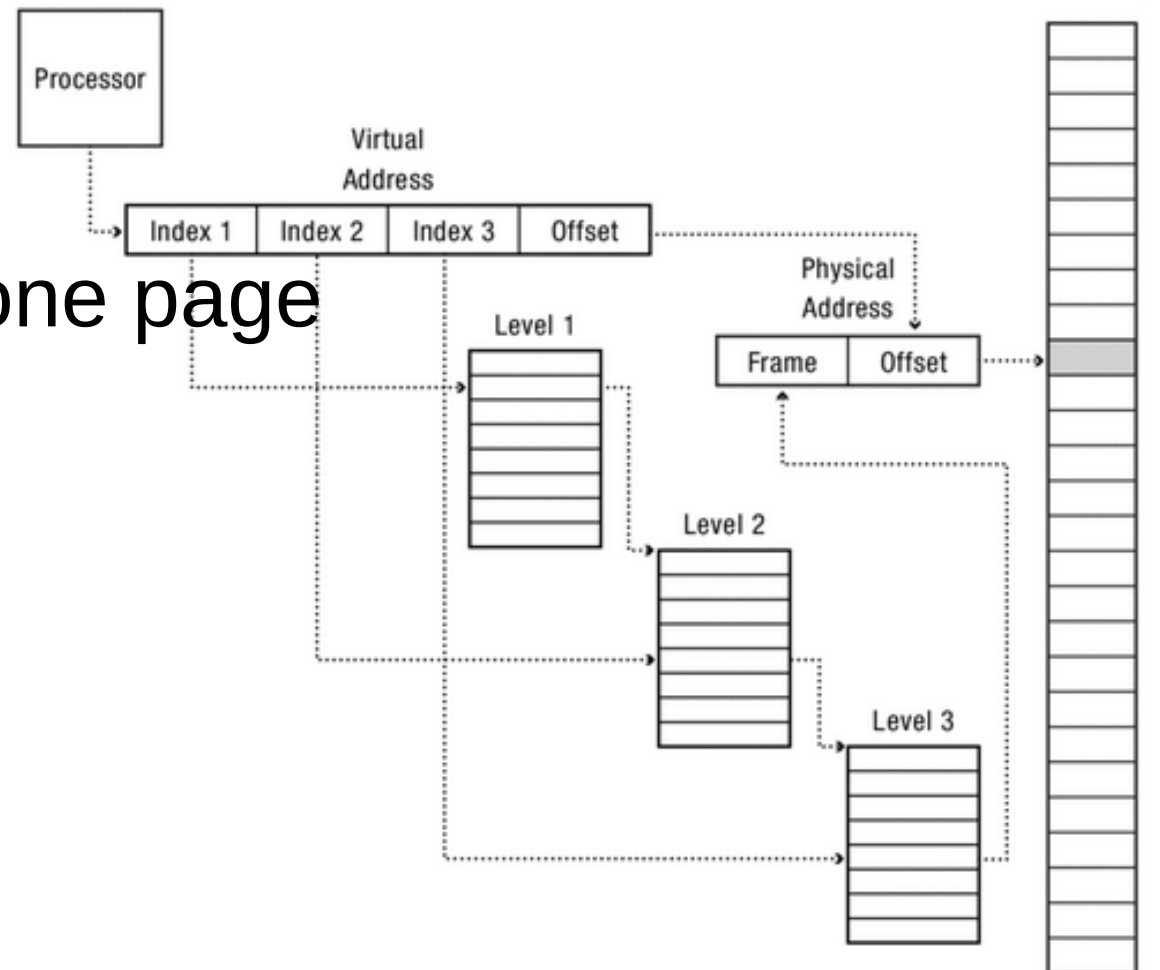 Processor
Virtual
Address
Index 1 Index 2 Index 3 Offset
one page
Physical
Address
Level 1
Frame Offset
Level 2
Level 3